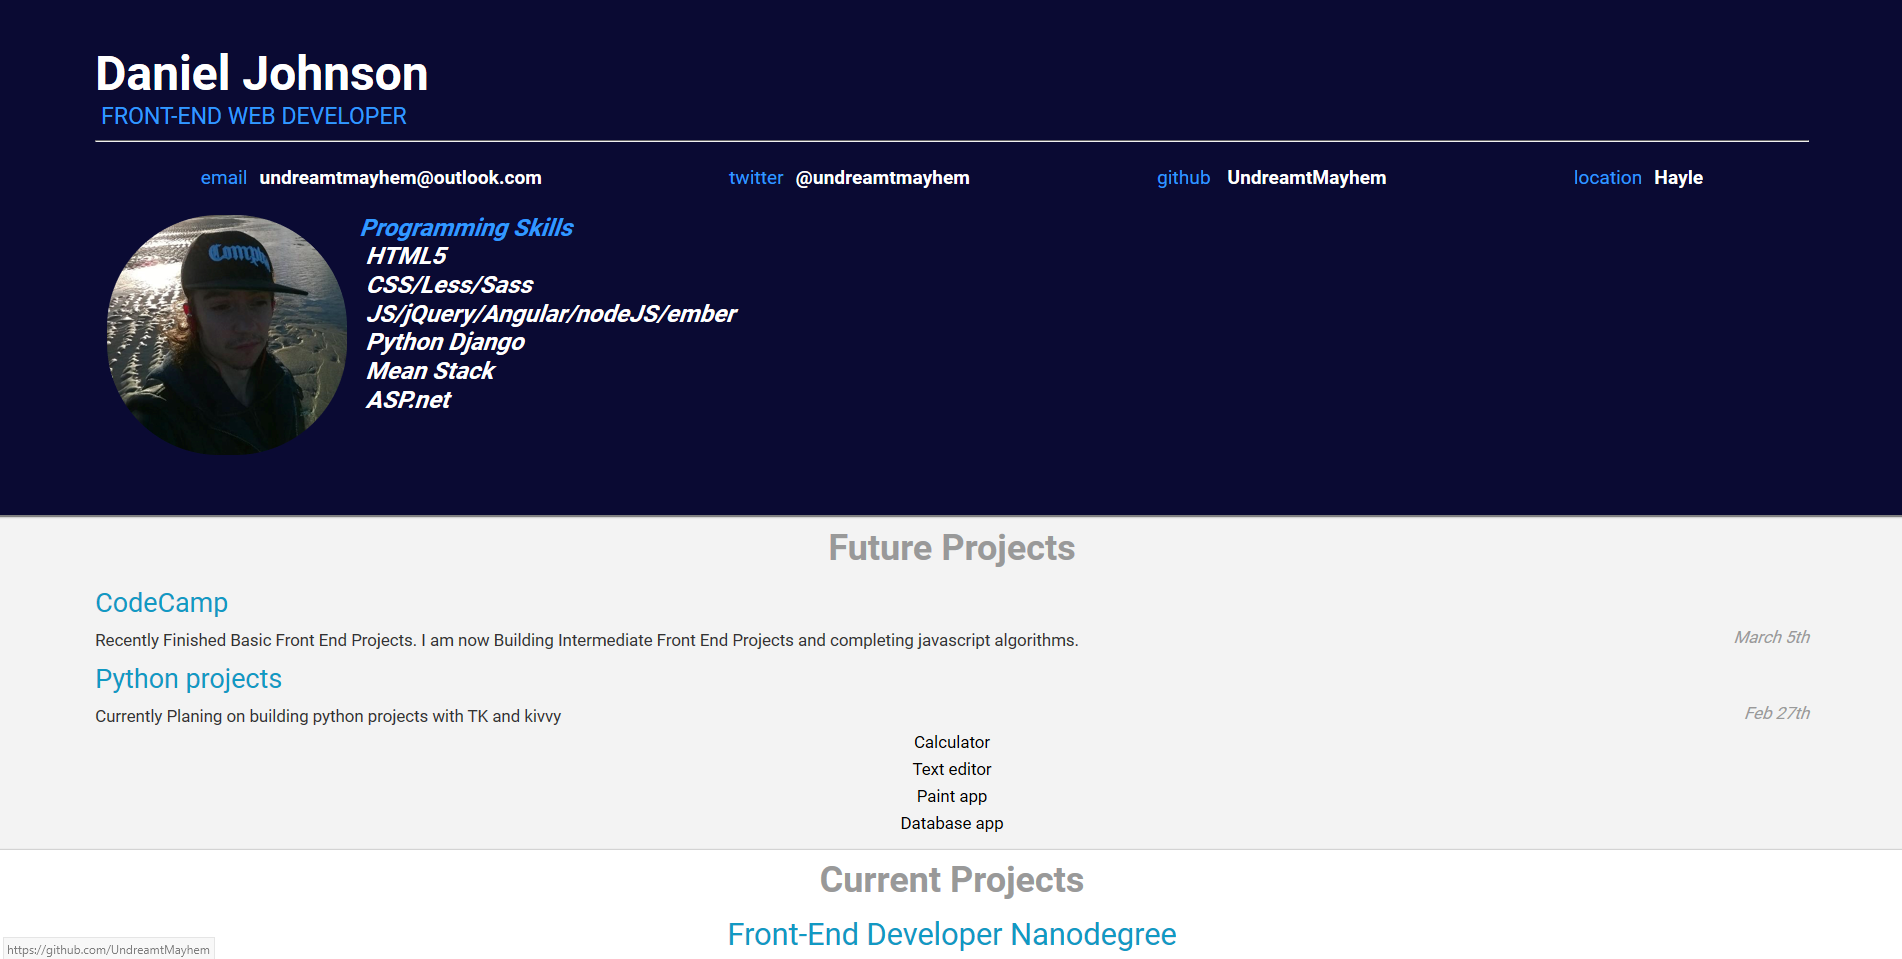 Daniel Johnson
FRONT-END WEB DEVELOPER
email undreamtmayhem@outlook.com twitter @undreamtmayhem github UndreamtMayhem location Hayle
Programming Skills
HTML5
CSS/Less/Sass
JS/jQuery/Angular/nodeJS/ember
Python Django
Mean Stack
ASP.net
Future Projects
CodeCamp
Recently Finished Basic Front End Projects. I am now Building Intermediate Front End Projects and completing javascript algorithms. March 5th
Python projects
Currently Planing on building python projects with TK and kivvy Feb 27th
Calculator
Text editor
Paint app
Database app
Current Projects
Front-End Developer Nanodegree
https://github.com/UndreamtMayhem